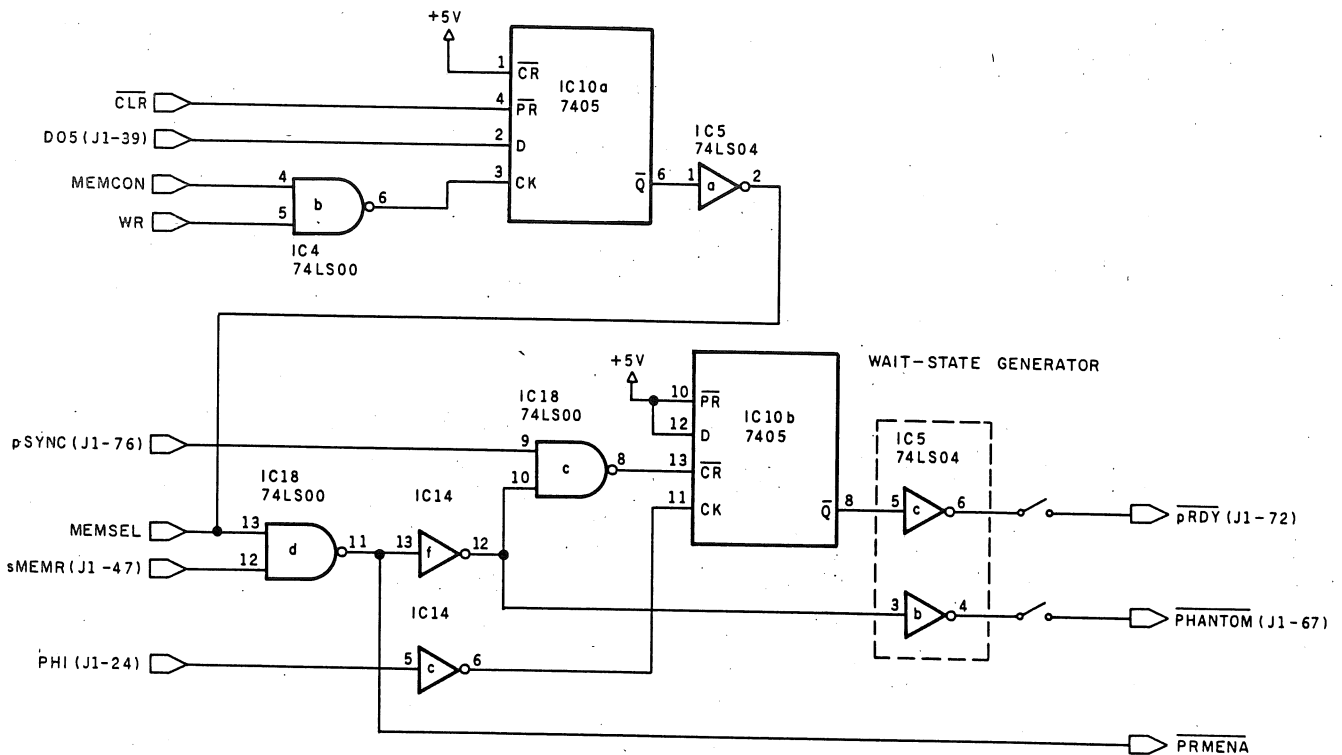 +5V
1
CR
IC10a
7405
CLR
4
PR
DO5(J1-39)
2
D
IC5
74LS04
MEMCON
4
3
CK
Q
6
1
a
2
b
6
WR
5
IC4
74LS00
+5V
WAIT-STATE GENERATOR
IC18
74LS00
10
PR
IC10b
7405
12
D
IC5
74LS04
pSYNC(J1-76)
9
c
8
13
CR
10
11
CK
IC18
74LS00
IC14
Q
8
5
c
6
pRDY(J1-72)
MEMSEL
13
d
11
13
f
12
sMEMR(J1-47)
12
IC14
3
b
4
PHANTOM(J1-67)
PHI(J1-24)
5
c
6
PRMENA